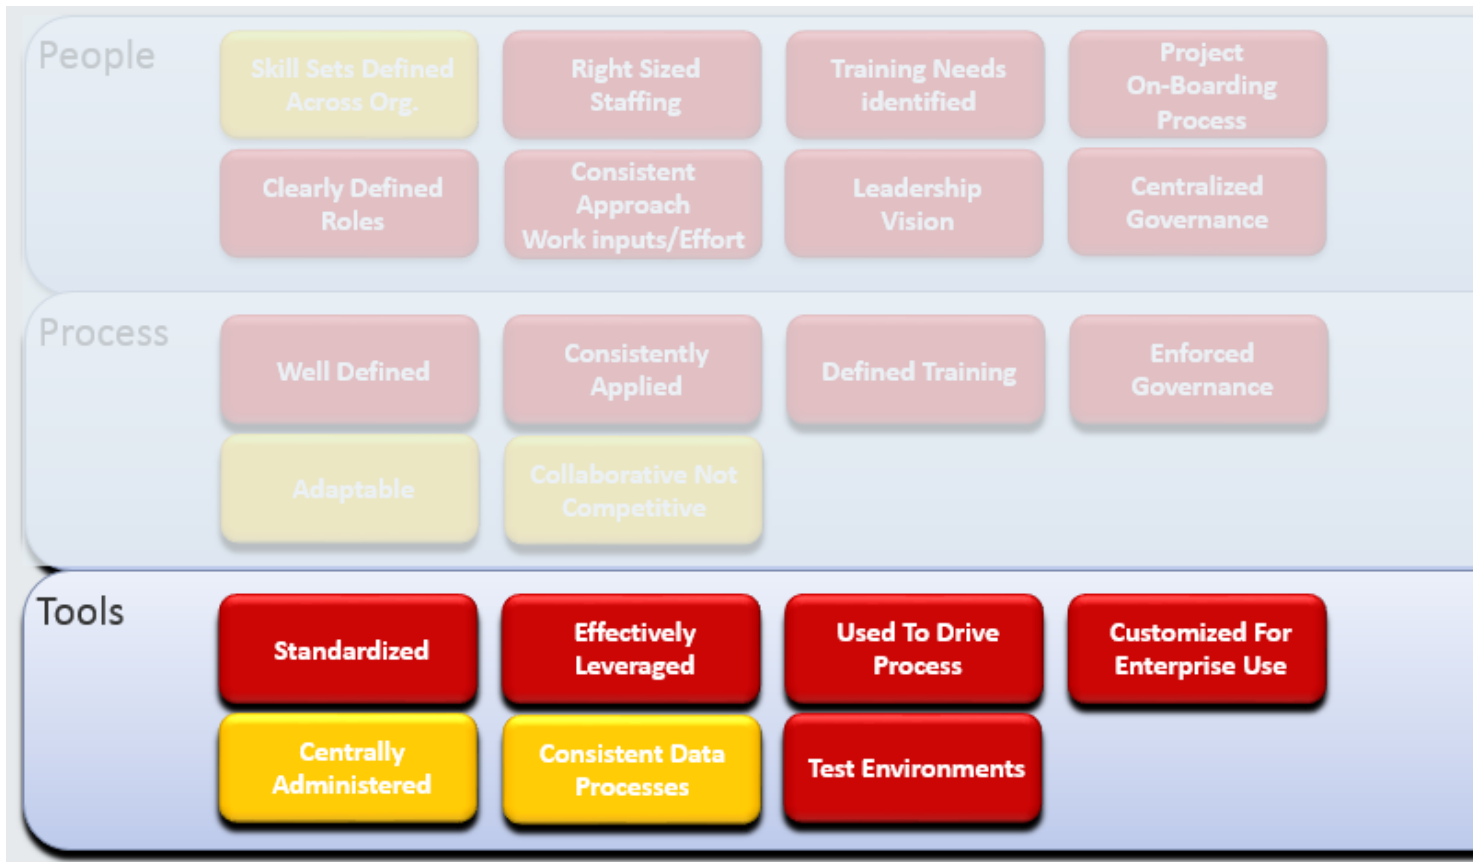 People
Skill Sets Defined
Across Org.
Right Sized
Staffing
Training Needs
identified
Project
On-Boarding
Process
Clearly Defined
Roles
Consistent
Approach
Work inputs/Effort
Leadership
Vision
Centralized
Governance
Process
Well Defined
Consistently
Applied
Defined Training
Enforced
Governance
Adaptable
Collaborative Not
Competitive
Tools
Standardized
Effectively
Leveraged
Used To Drive
Process
Customized For
Enterprise Use
Centrally
Administered
Consistent Data
Processes
Test Environments